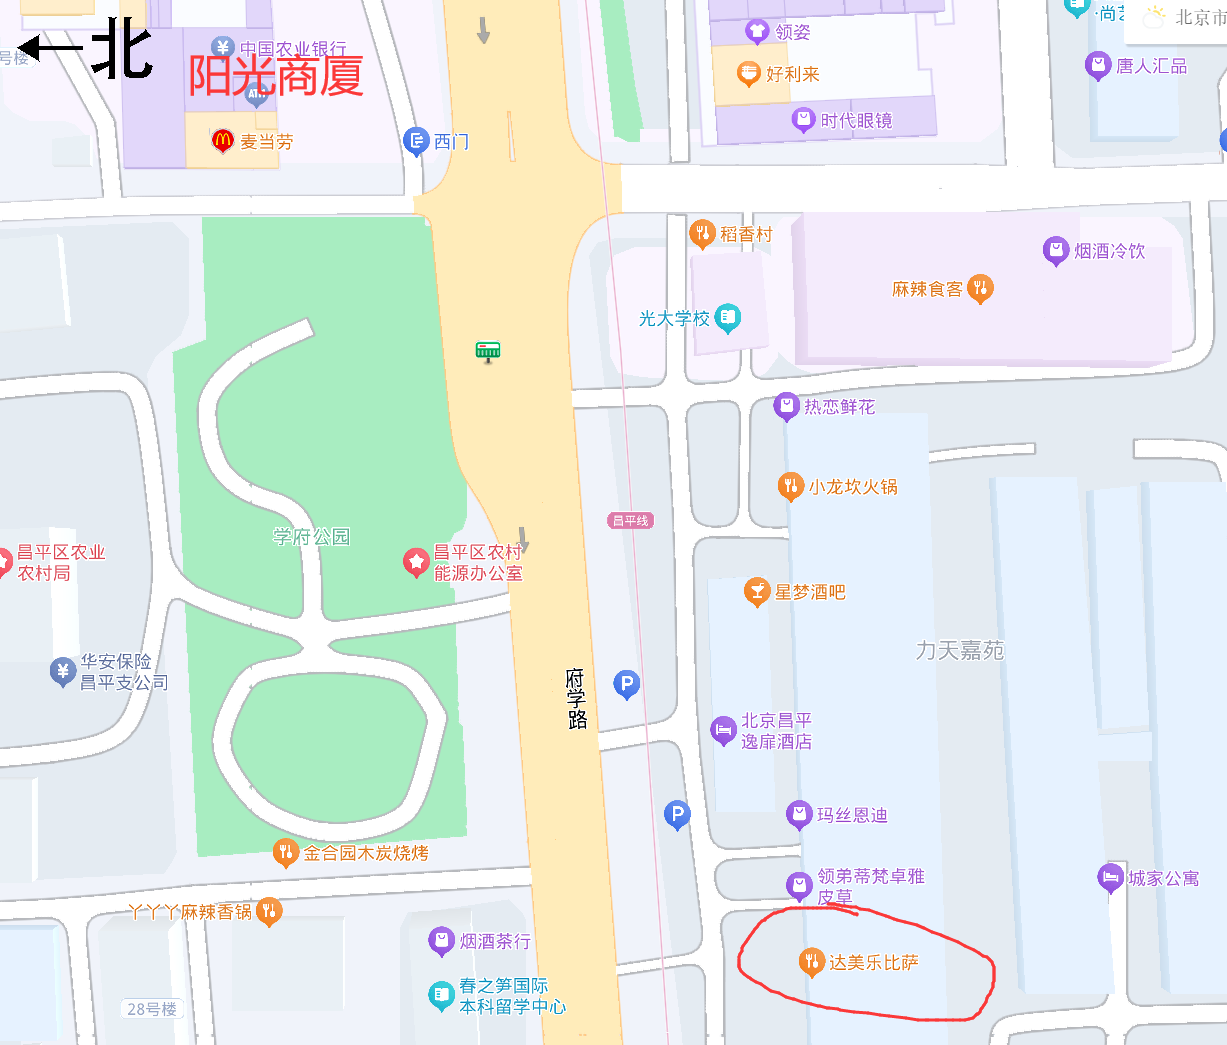 北
号楼
中国农业银行
阳光商厦
ATM
麦当劳
西门
领姿
好利来
时代眼镜
·尚艺
北京市
唐人汇品
稻香村
光大学校
麻辣食客
烟酒冷饮
热恋鲜花
小龙坎火锅
学府公园
昌平线
昌平区农业
农村局
昌平区农村
能源办公室
星梦酒吧
力天嘉苑
华安保险
昌平支公司
府学路
P
北京昌平
逸扉酒店
P
玛丝恩迪
金合园木炭烧烤
领弟蒂梵卓雅
皮草
城家公寓
丫丫丫麻辣香锅
烟酒茶行
达美乐比萨
春之笋国际
本科留学中心
28号楼